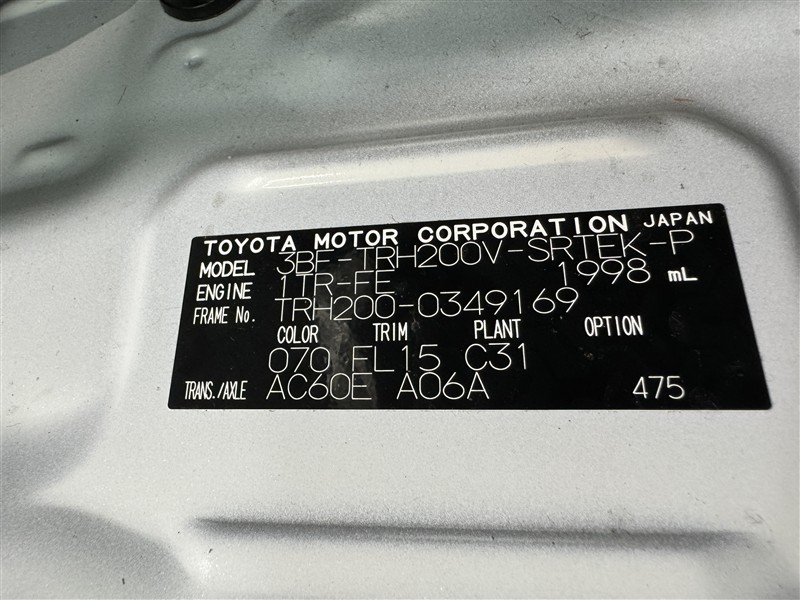 TOYOTA MOTOR CORPORATION JAPAN
MODEL 3BF-TRH200V-SRTEK-P
ENGINE 1TR-FE 1998 mL
FRAME No. TRH200-0349169
COLOR TRIM PLANT OPTION
070 FL15 C31
TRANS./AXLE AC60E A06A 475